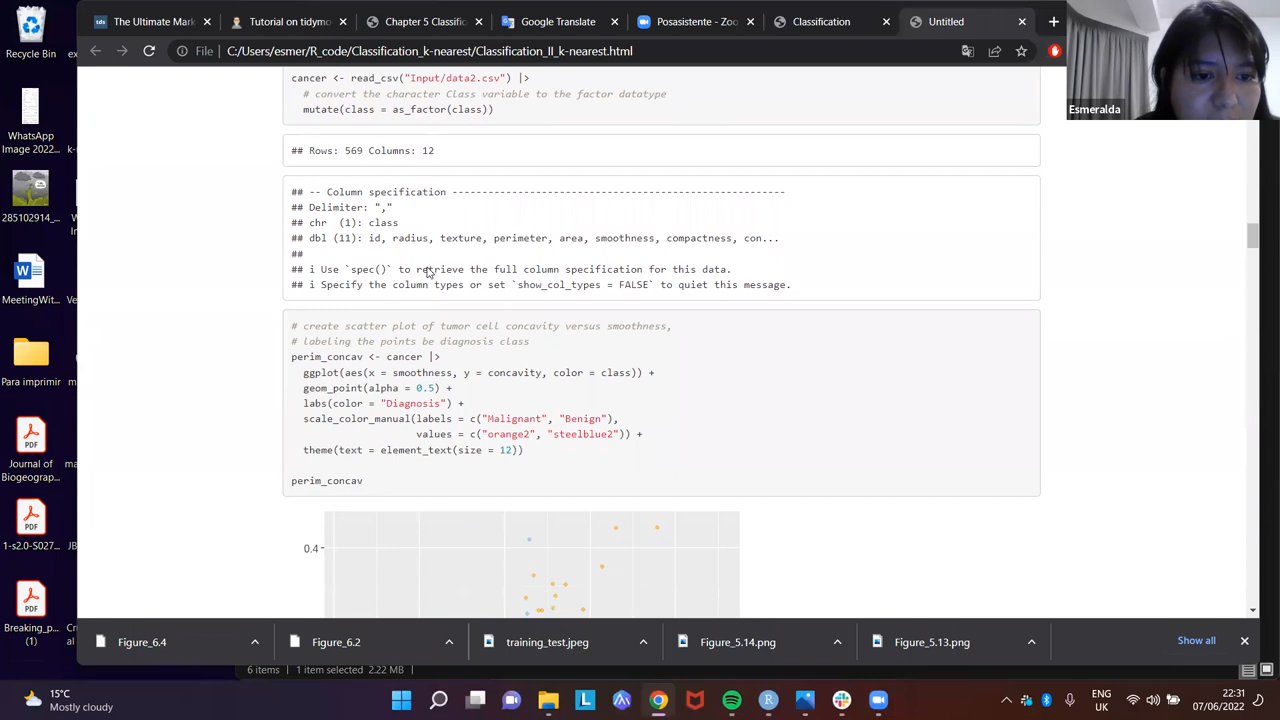 tds The Ultimate Mark
Tutorial on tidymo
Chapter 5 Classifi
Google Translate
Posasistente - Zo
Classification
Untitled
File C:/Users/esmer/R_code/Classification_k-nearest/Classification_II_k-nearest.html
Esmeralda
Recycle Bin
WhatsApp
Image 2022...
285102914_...
MeetingWit...
Para imprimir
Journal of
Biogeograp...
1-s2.0-S027...
Breaking_p...
(1)
cancer <- read_csv("Input/data2.csv") |>
# convert the character Class variable to the factor datatype
mutate(class = as_factor(class))
## Rows: 569 Columns: 12
## -- Column specification --------------------------------------------------------
## Delimiter: ","
## chr  (1): class
## dbl (11): id, radius, texture, perimeter, area, smoothness, compactness, con...
##
## i Use `spec()` to retrieve the full column specification for this data.
## i Specify the column types or set `show_col_types = FALSE` to quiet this message.
# create scatter plot of tumor cell concavity versus smoothness,
# labeling the points be diagnosis class
perim_concav <- cancer |>
ggplot(aes(x = smoothness, y = concavity, color = class)) +
geom_point(alpha = 0.5) +
labs(color = "Diagnosis") +
scale_color_manual(labels = c("Malignant", "Benign"),
values = c("orange2", "steelblue2")) +
theme(text = element_text(size = 12))
perim_concav
0.4
Figure_6.4
Figure_6.2
training_test.jpeg
Figure_5.14.png
Figure_5.13.png
Show all
6 items 1 item selected 2.22 MB
15°C
Mostly cloudy
ENG
UK
22:31
07/06/2022